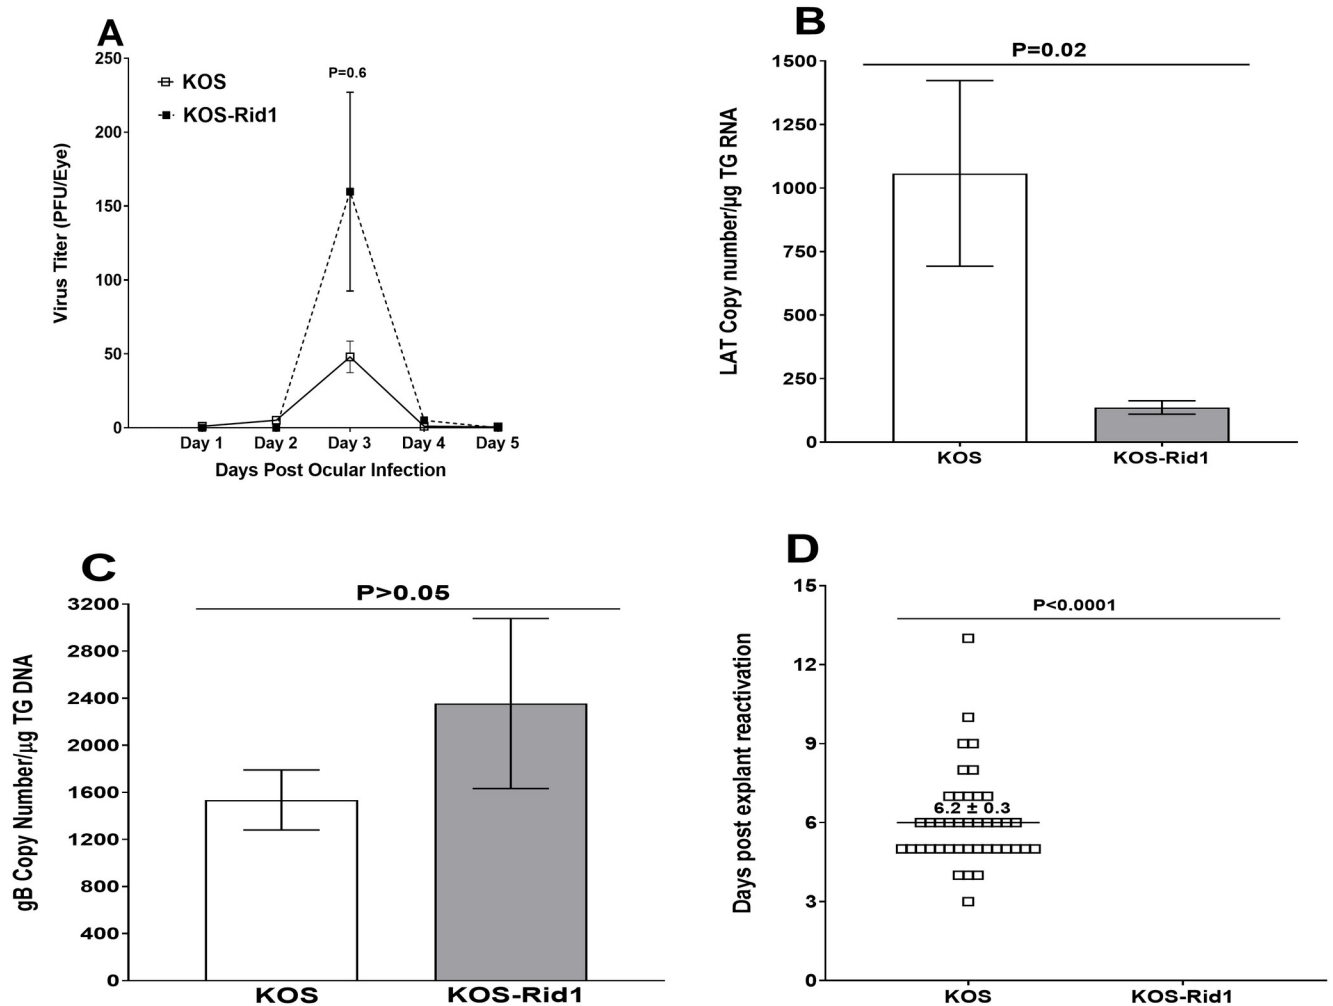 A
250
200
150
100
50
0
Virus Titer (PFU/Eye)
KOS
KOS-Rid1
P=0.6
Day 1 Day 2 Day 3 Day 4 Day 5
Days Post Ocular Infection
B
P=0.02
1500
1250
1000
750
500
250
0
LAT Copy number/µg TG RNA
KOS KOS-Rid1
C
P>0.05
3200
2800
2400
2000
1600
1200
800
400
0
gB Copy Number/µg TG DNA
KOS KOS-Rid1
D
P<0.0001
15
12
9
6
3
0
Days post explant reactivation
6.2 ± 0.3
KOS KOS-Rid1